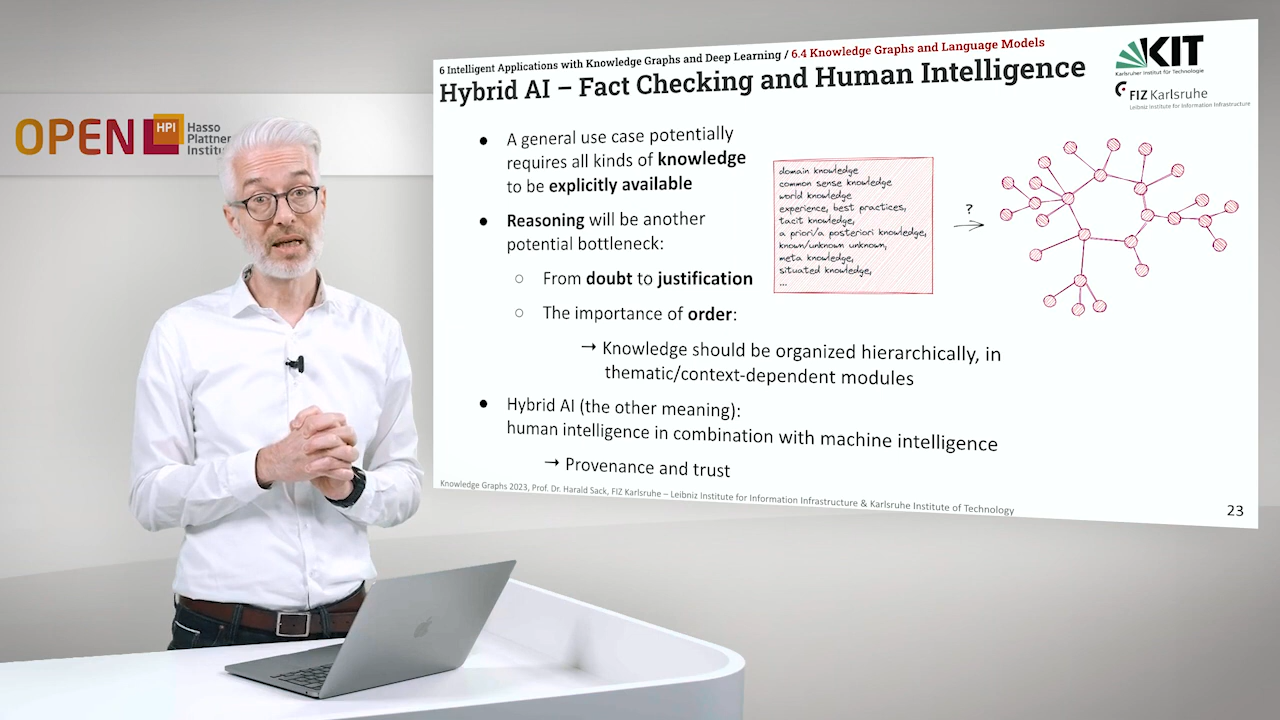 OPEN HPI Hasso
Plattner
Institu
6 Intelligent Applications with Knowledge Graphs and Deep Learning / 6.4 Knowledge Graphs and Language Models
Hybrid AI – Fact Checking and Human Intelligence
KIT
Karlsruher Institut für Technologie
FIZ Karlsruhe
Leibniz Institute for Information Infrastructure
● A general use case potentially
requires all kinds of knowledge
to be explicitly available
● Reasoning will be another
potential bottleneck:
○ From doubt to justification
○ The importance of order:
→ Knowledge should be organized hierarchically, in
thematic/context-dependent modules
● Hybrid AI (the other meaning):
human intelligence in combination with machine intelligence
→ Provenance and trust
domain knowledge
common sense knowledge
world knowledge
experience, best practices,
tacit knowledge,
a priori/a posteriori knowledge,
known/unknown unknown,
meta knowledge,
situated knowledge,
...
?
Knowledge Graphs 2023, Prof. Dr. Harald Sack, FIZ Karlsruhe – Leibniz Institute for Information Infrastructure & Karlsruhe Institute of Technology
23